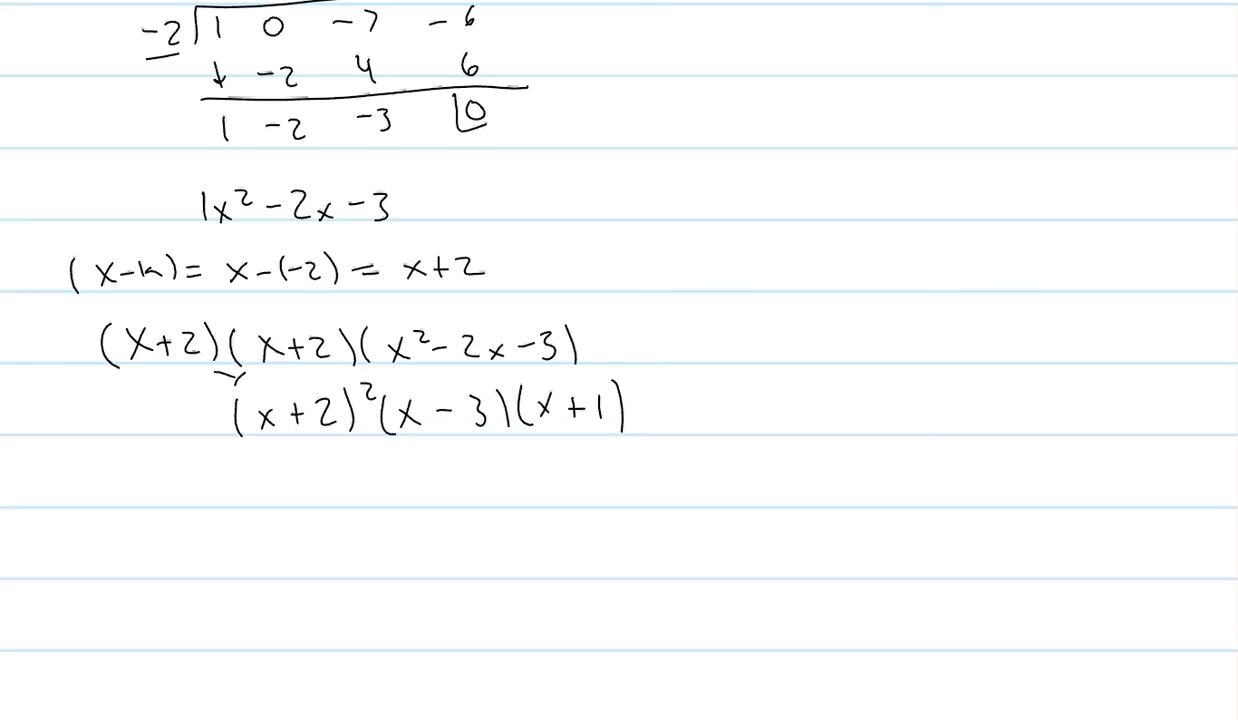 -2 1 0 -7 -6
↓ -2 4 6
1 -2 -3 0
1x² - 2x - 3
(x-k) = x-(-2) = x+2
(x+2)(x+2)(x² - 2x - 3)
(x+2)²(x-3)(x+1)